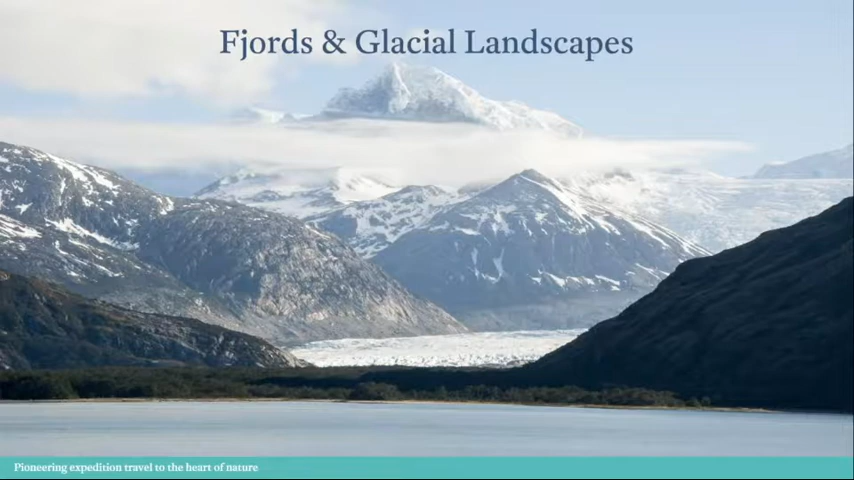 Fjords & Glacial Landscapes
Pioneering expedition travel to the heart of nature